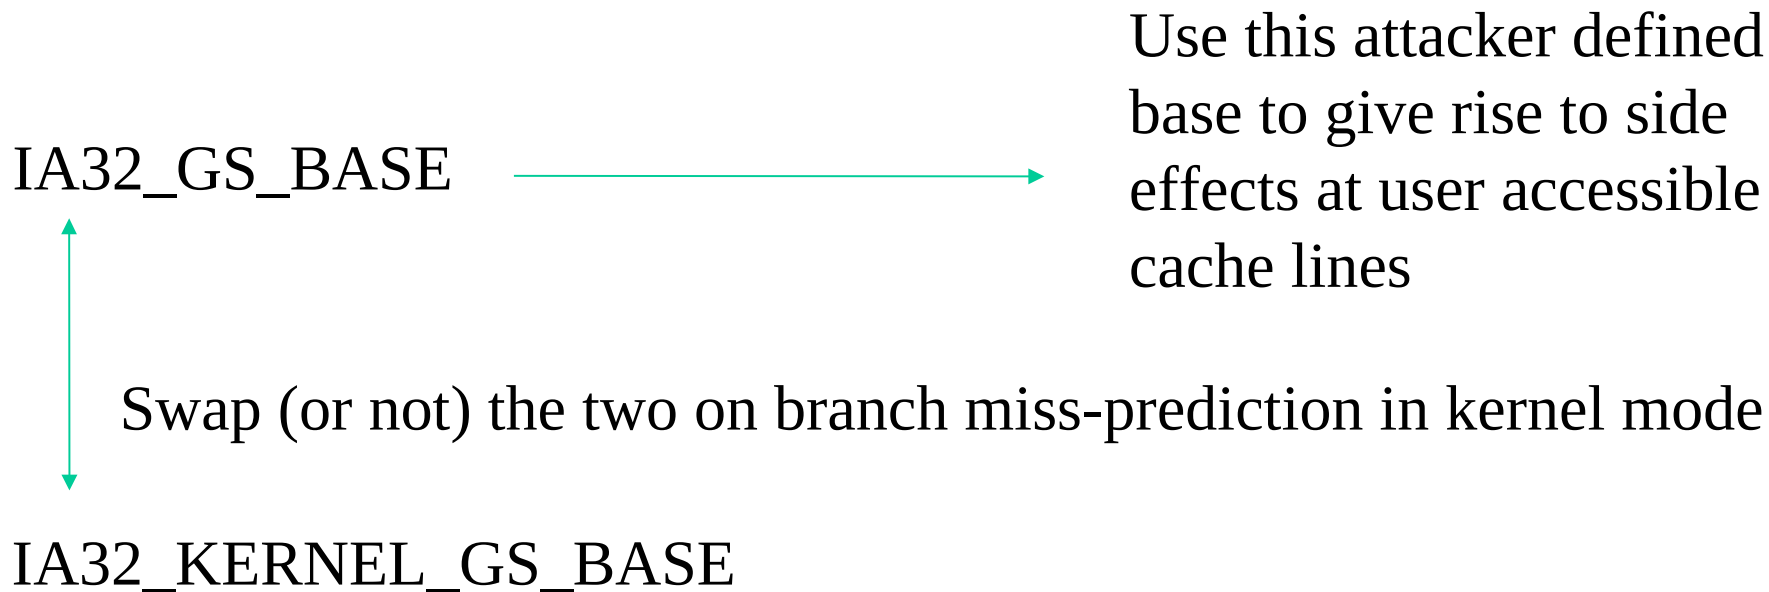 Use this attacker defined
base to give rise to side
effects at user accessible
cache lines
IA32_GS_BASE
Swap (or not) the two on branch miss-prediction in kernel mode
IA32_KERNEL_GS_BASE